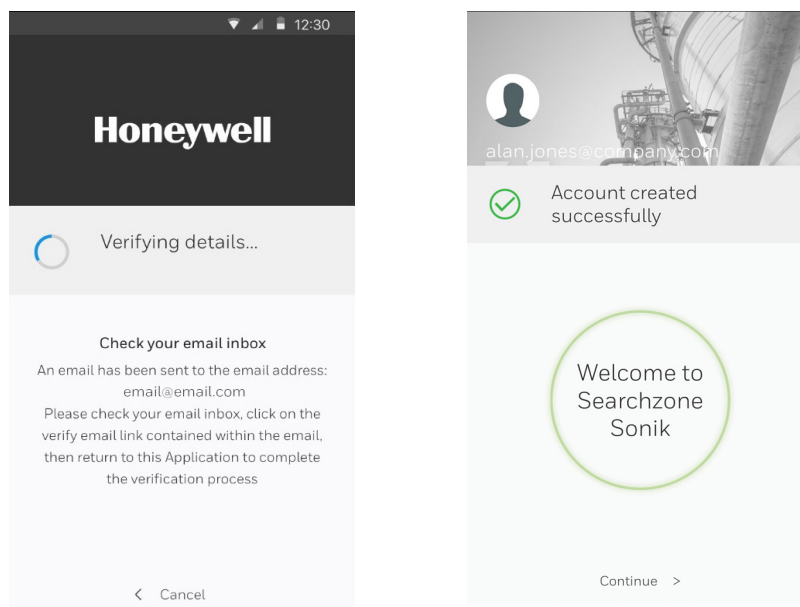 12:30
Honeywell
Verifying details...
Check your email inbox
An email has been sent to the email address:
email@email.com
Please check your email inbox, click on the
verify email link contained within the email,
then return to this Application to complete
the verification process
< Cancel
alan.jones@company.com
Account created
successfully
Welcome to
Searchzone
Sonik
Continue >